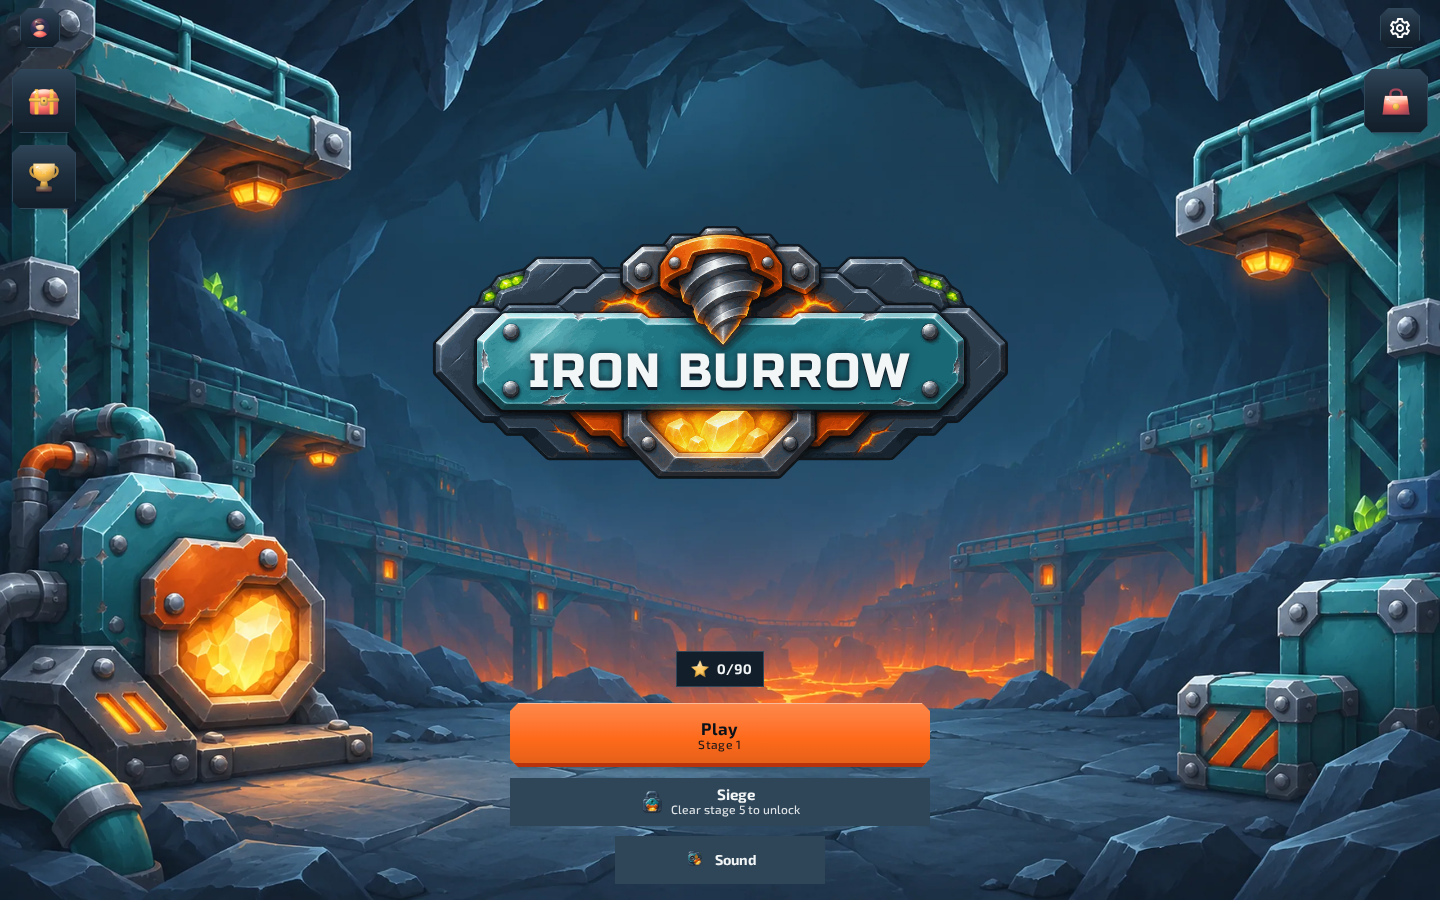 IRON BURROW
0/90
Play
Stage 1
Siege
Clear stage 5 to unlock
Sound